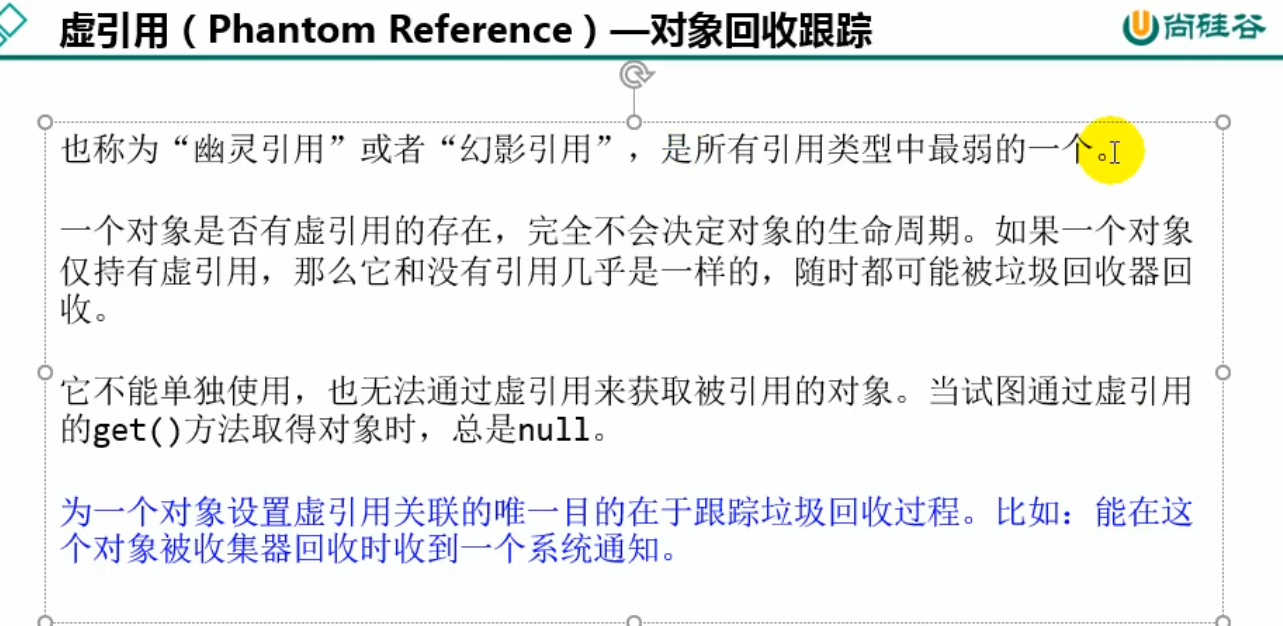 虚引用（Phantom Reference）—对象回收跟踪
尚硅谷
也称为“幽灵引用”或者“幻影引用”，是所有引用类型中最弱的一个。
一个对象是否有虚引用的存在，完全不会决定对象的生命周期。如果一个对象
仅持有虚引用，那么它和没有引用几乎是一样的，随时都可能被垃圾回收器回
收。
它不能单独使用，也无法通过虚引用来获取被引用的对象。当试图通过虚引用
的get()方法取得对象时，总是null。
为一个对象设置虚引用关联的唯一目的在于跟踪垃圾回收过程。比如：能在这
个对象被收集器回收时收到一个系统通知。